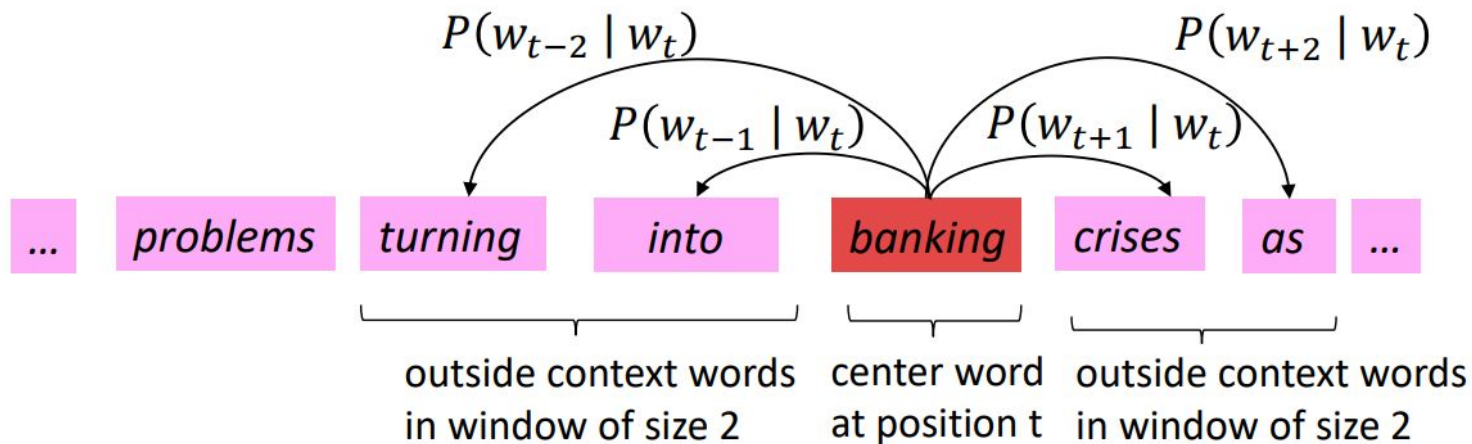 P(w_{t−2} | w_t) P(w_{t+2} | w_t)
P(w_{t−1} | w_t) P(w_{t+1} | w_t)
... problems turning into banking crises as ...
outside context words center word outside context words
in window of size 2 at position t in window of size 2